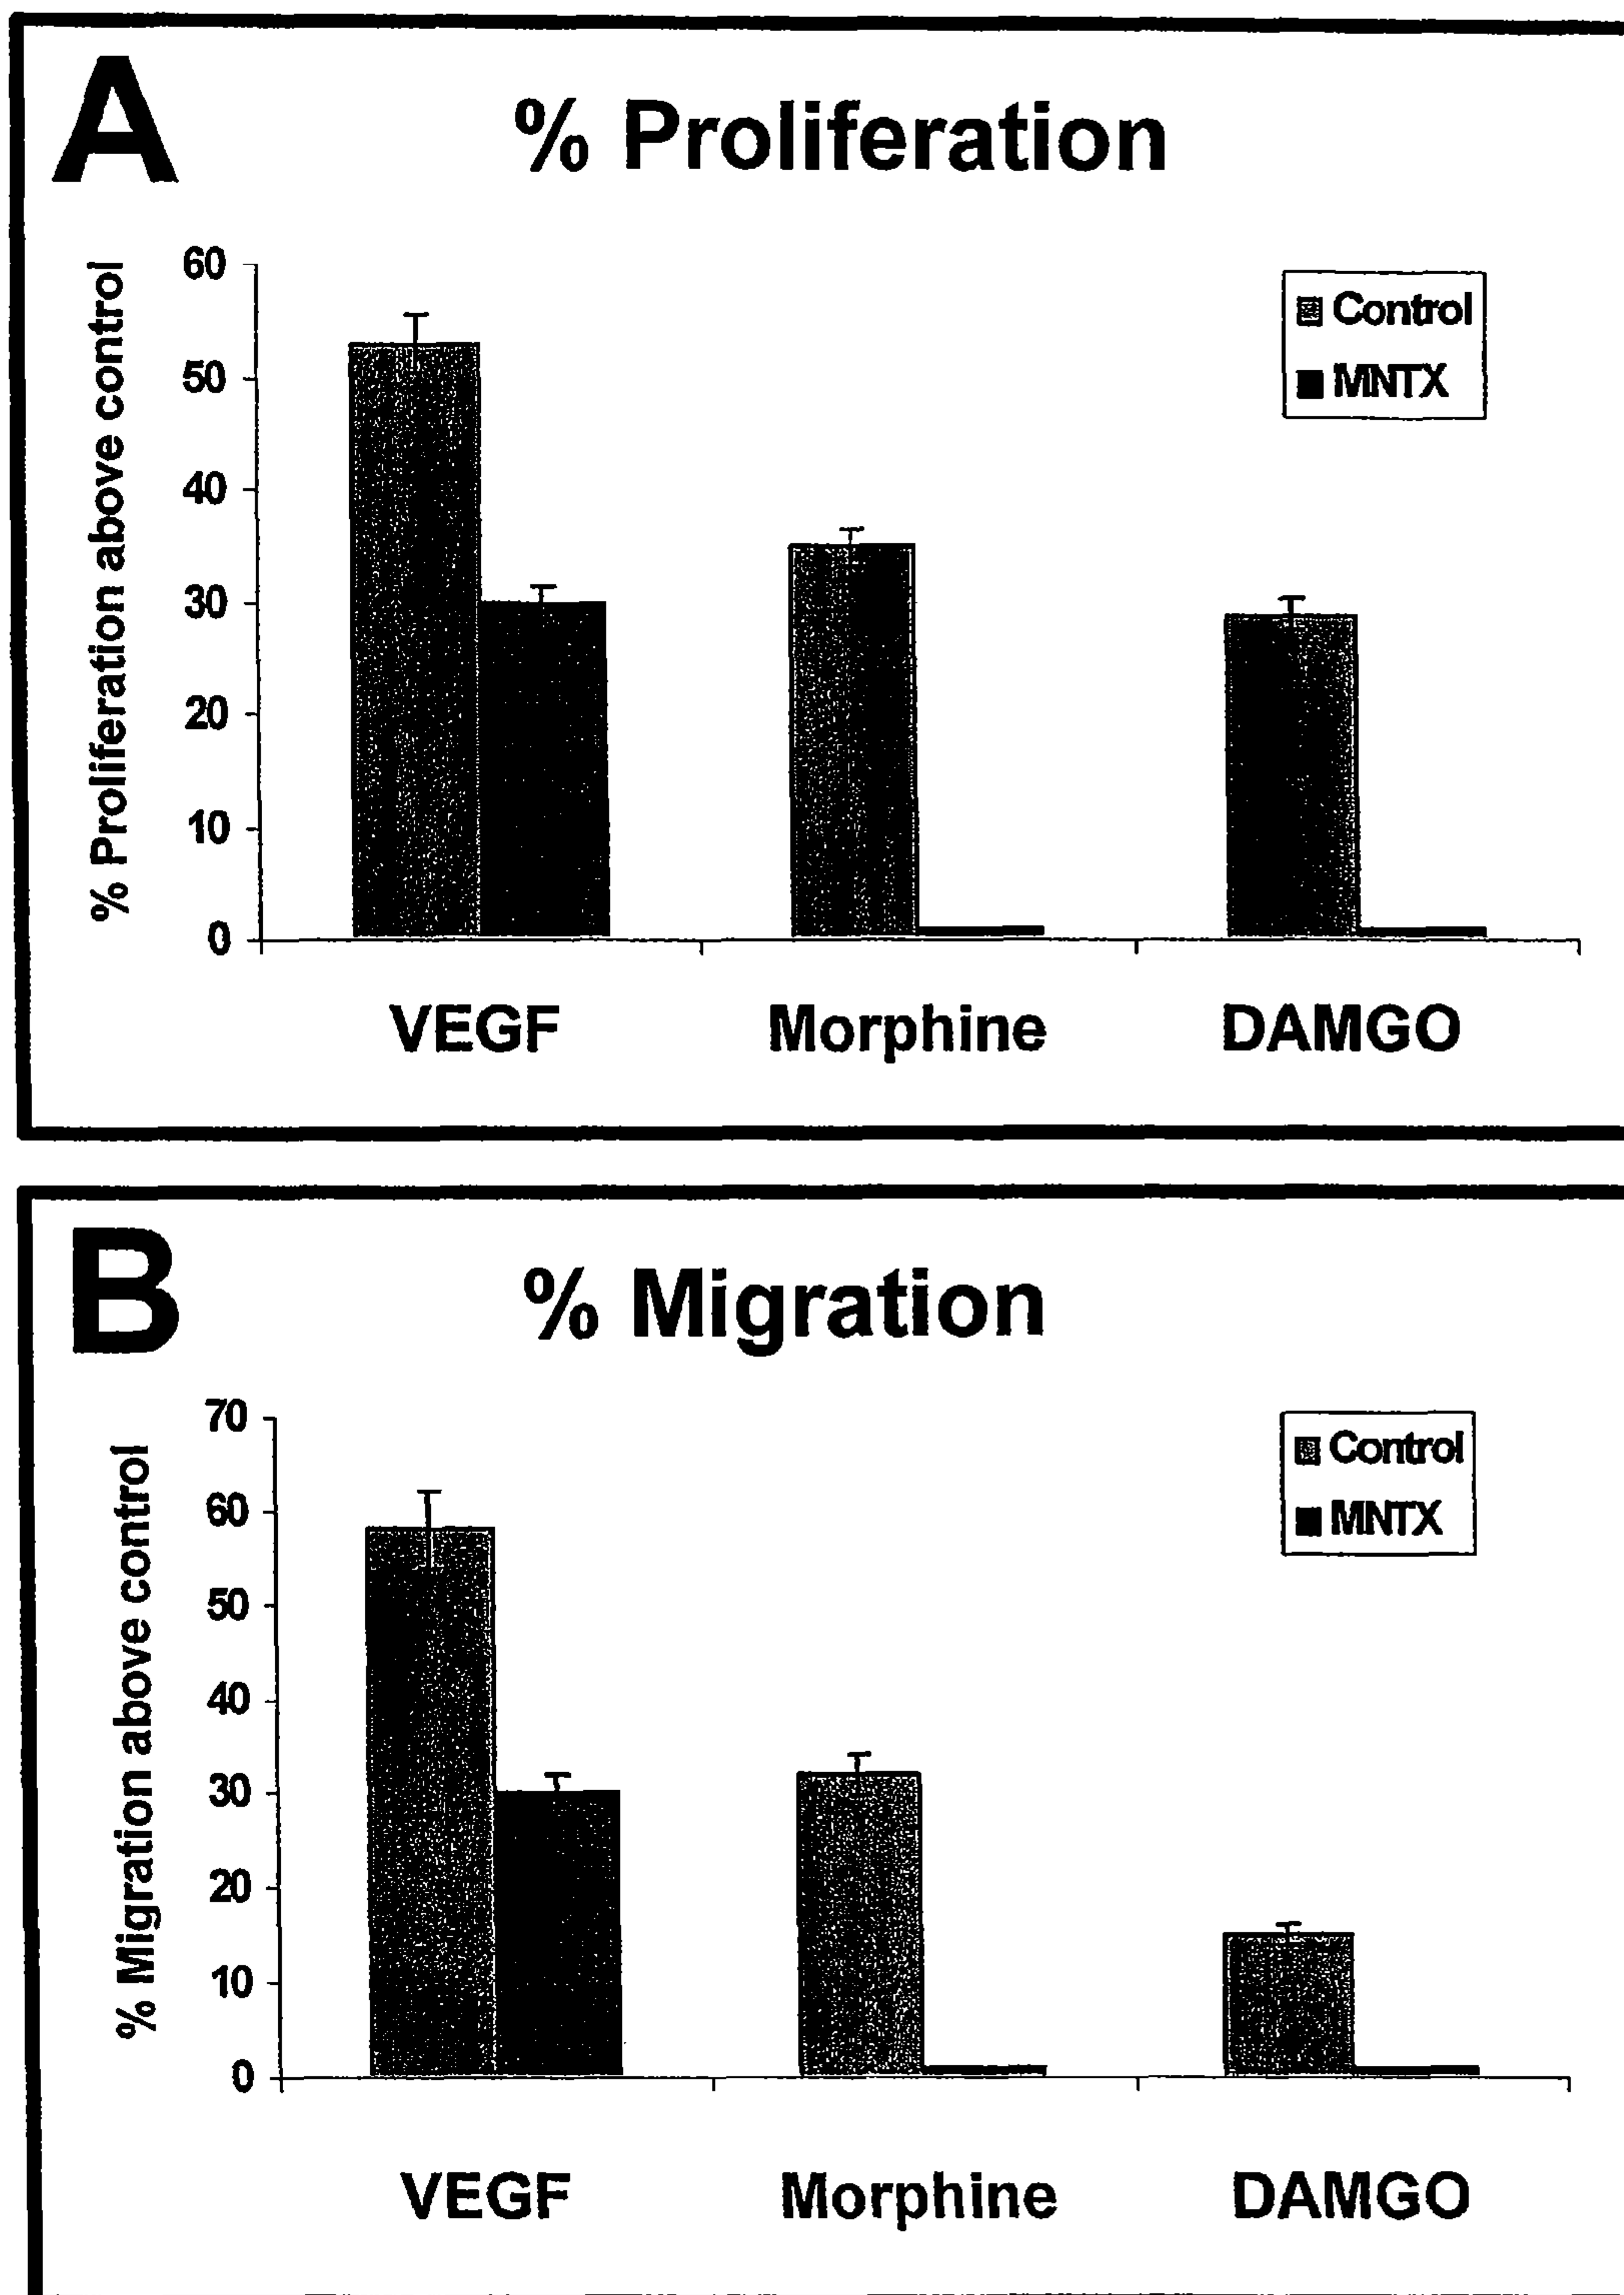 A
% Proliferation
% Proliferation above control
60
50
40
30
20
10
0
Control
MNTX
VEGF Morphine DAMGO
B
% Migration
% Migration above control
70
60
50
40
30
20
10
0
Control
MNTX
VEGF Morphine DAMGO